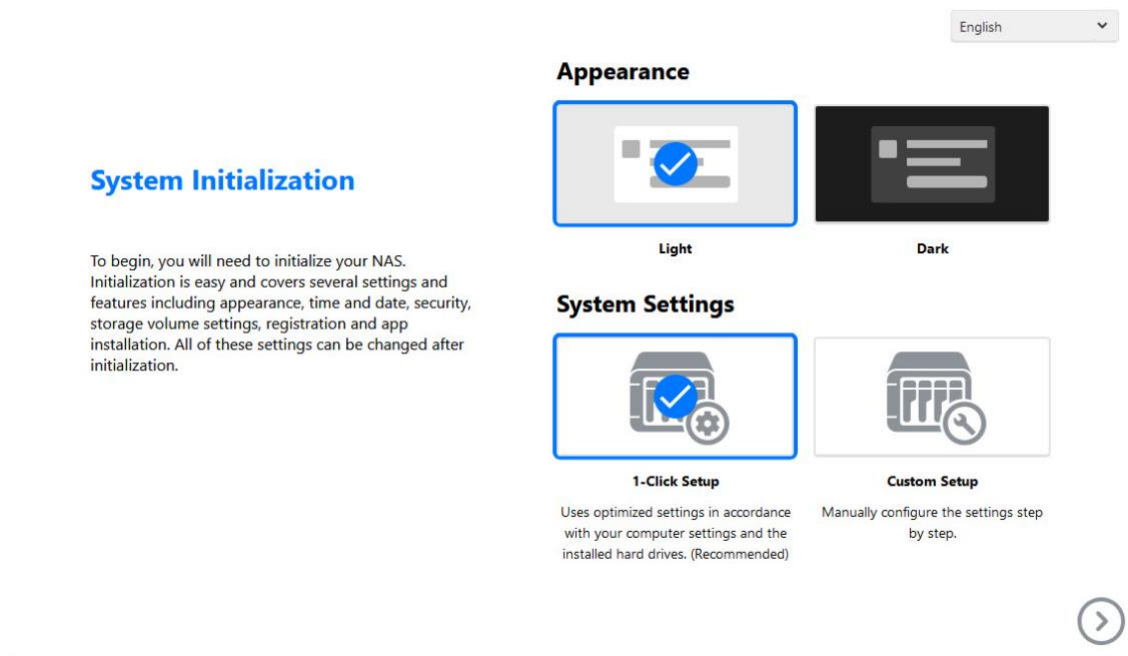 English
System Initialization
To begin, you will need to initialize your NAS.
Initialization is easy and covers several settings and
features including appearance, time and date, security,
storage volume settings, registration and app
installation. All of these settings can be changed after
initialization.
Appearance
Light
Dark
System Settings
1-Click Setup
Uses optimized settings in accordance
with your computer settings and the
installed hard drives. (Recommended)
Custom Setup
Manually configure the settings step
by step.